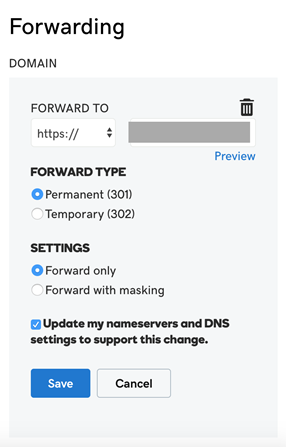 Forwarding
DOMAIN
FORWARD TO
https://
Preview
FORWARD TYPE
Permanent (301)
Temporary (302)
SETTINGS
Forward only
Forward with masking
Update my nameservers and DNS
settings to support this change.
Save Cancel